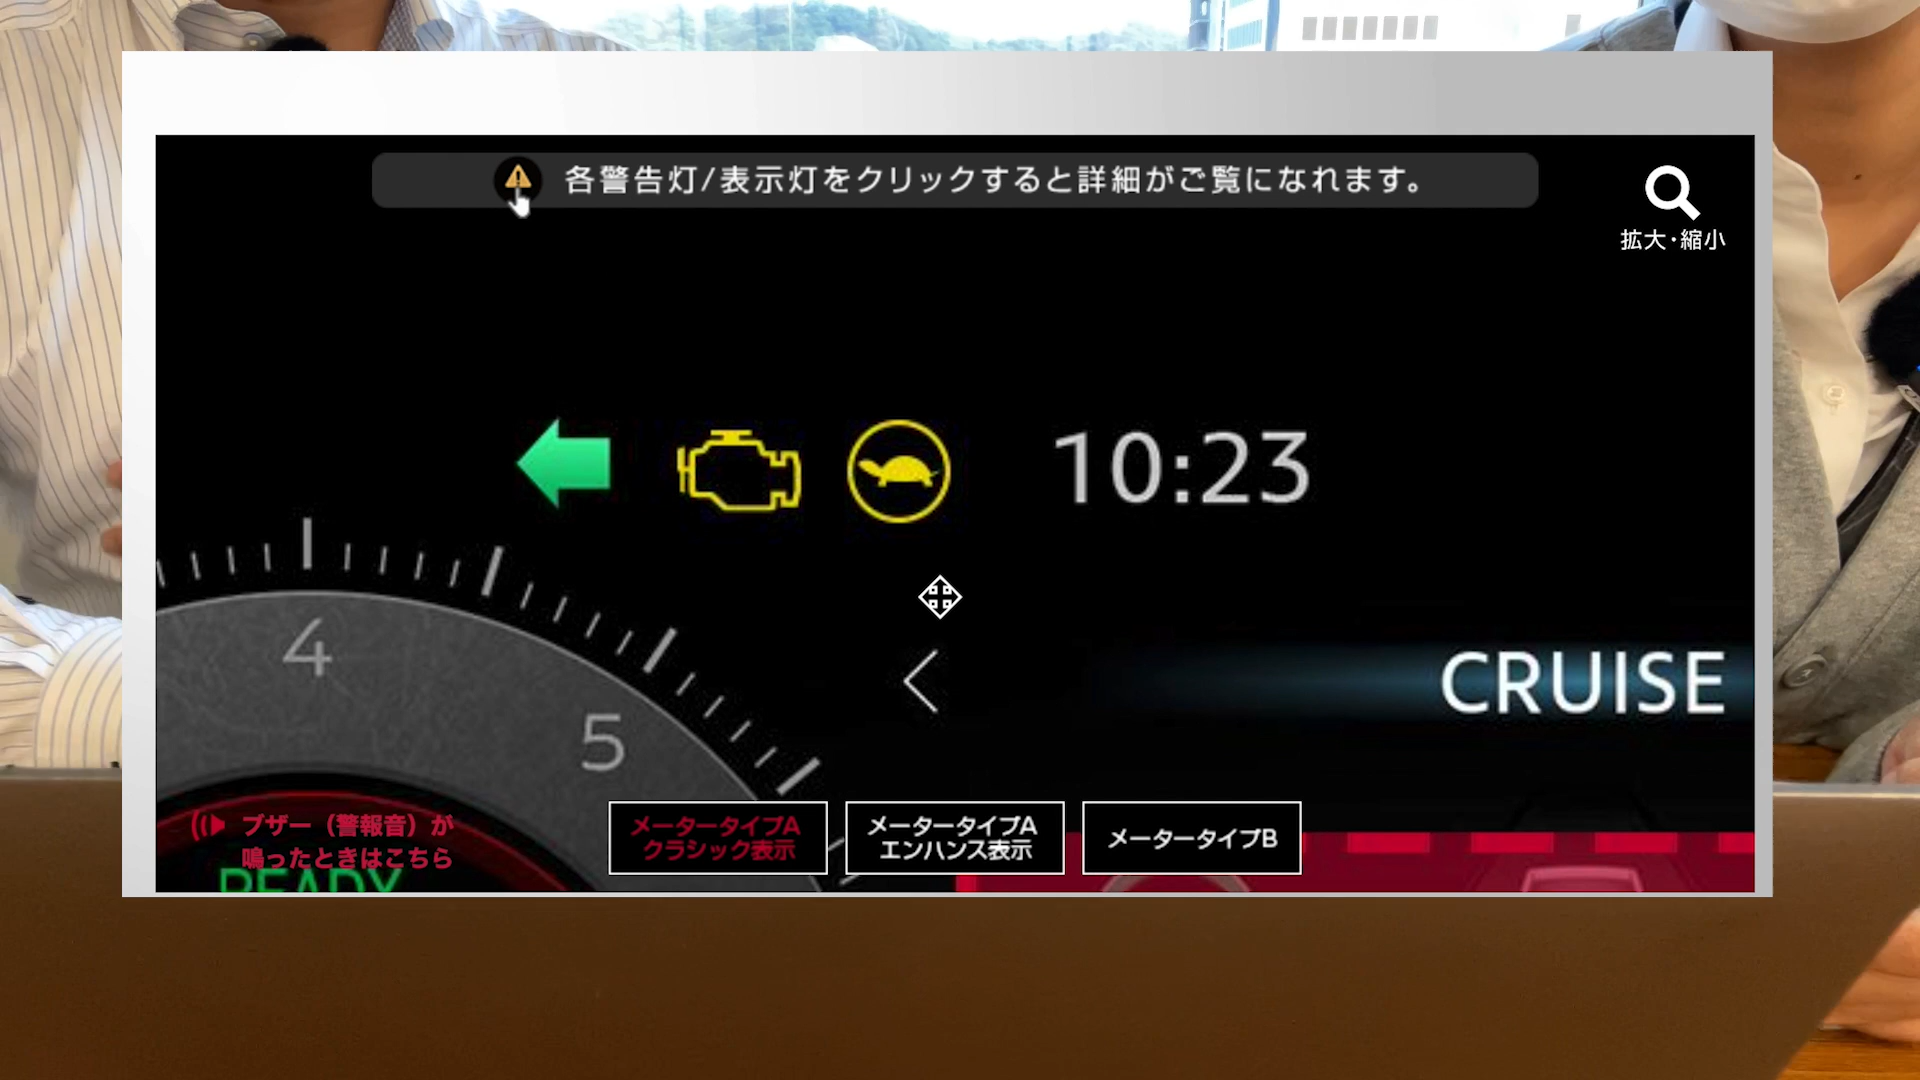 各警告灯/表示灯をクリックすると詳細がご覧になれます。
拡大・縮小
10:23
CRUISE
4
5
ブザー（警報音）が
鳴ったときはこちら
READY
メータータイプA
クラシック表示
メータータイプA
エンハンス表示
メータータイプB